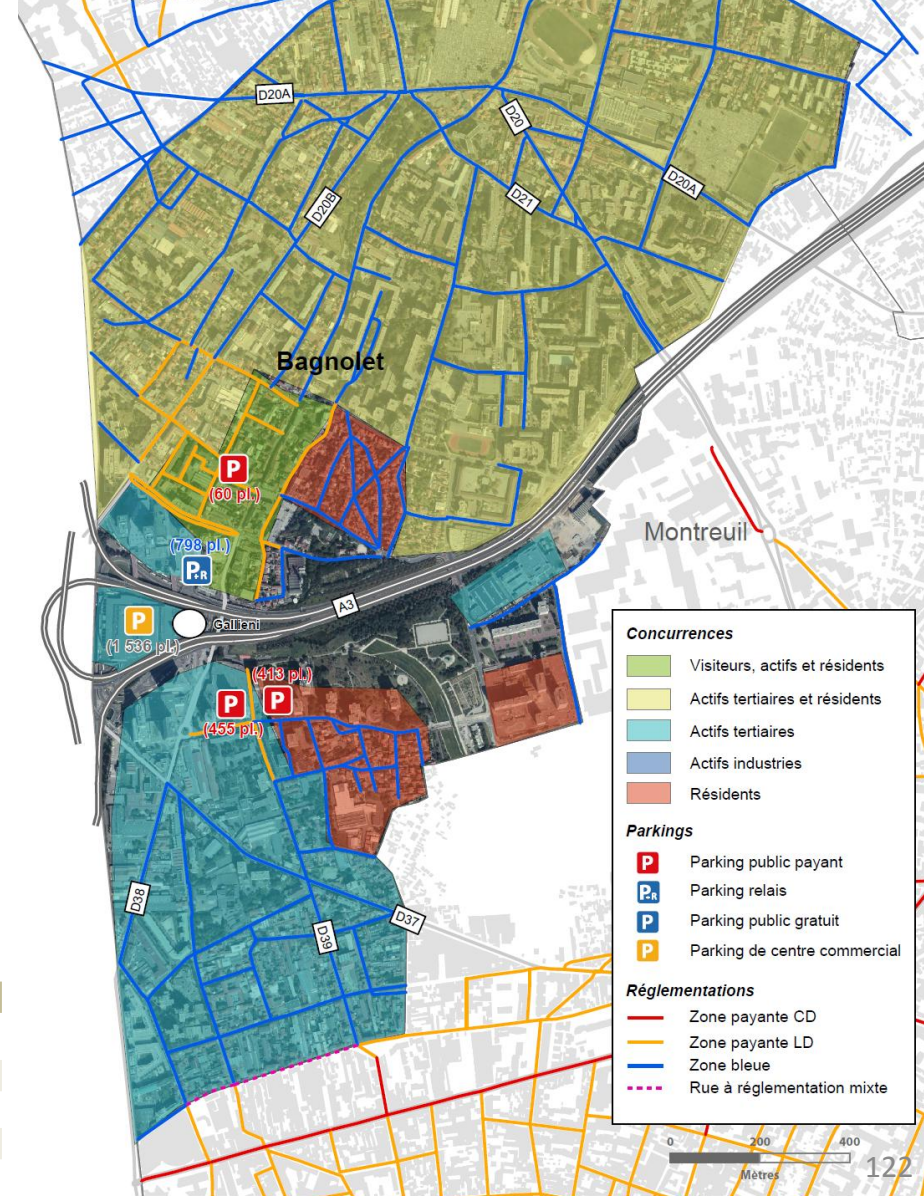 D20A
D20
D20A
D20B
D21
Bagnolet
P
(60 pl.)
(798 pl.)
P+R
Montreuil
A3
P
Gallieni
(1 536 pl.)
(413 pl.)
P
P
(455 pl.)
D38
D39
D37
Concurrences
Visiteurs, actifs et résidents
Actifs tertiaires et résidents
Actifs tertiaires
Actifs industries
Résidents
Parkings
P Parking public payant
P+R Parking relais
P Parking public gratuit
P Parking de centre commercial
Réglementations
Zone payante CD
Zone payante LD
Zone bleue
Rue à réglementation mixte
0 200 400
Mètres
122